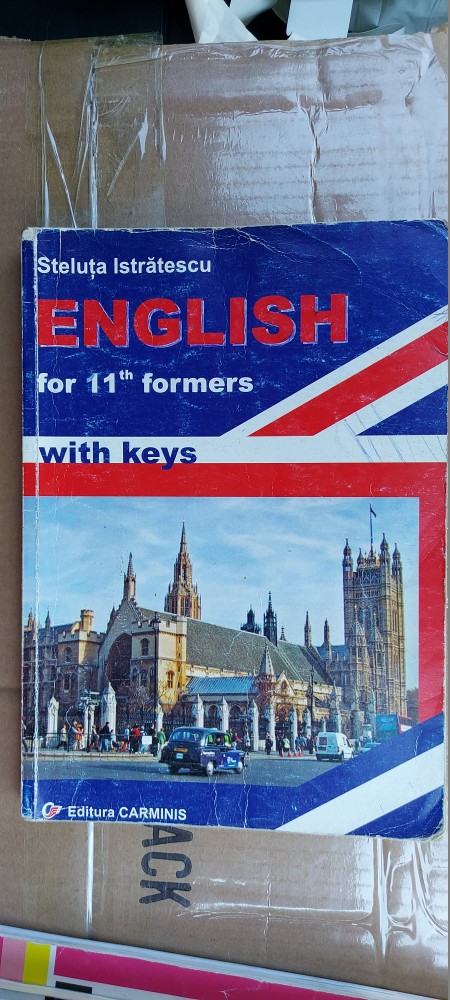 Steluța Istrătescu
ENGLISH
for 11th formers
with keys
Editura CARMINIS
ACK